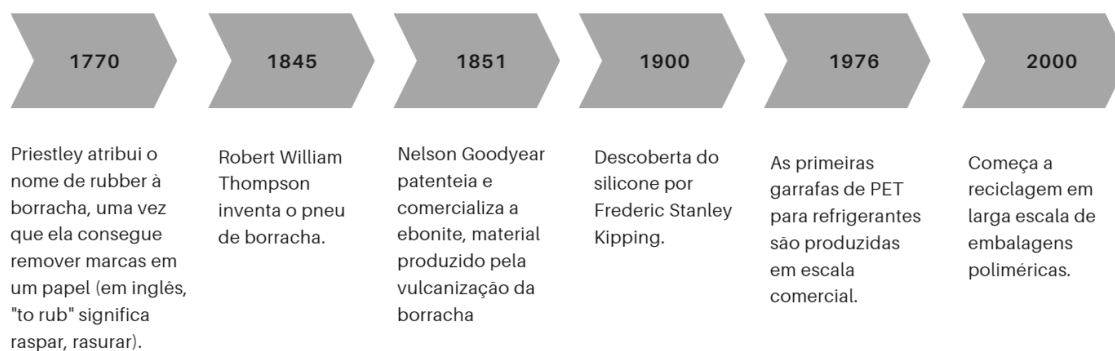 1770
1845
1851
1900
1976
2000
Priestley atribui o
nome de rubber à
borracha, uma vez
que ela consegue
remover marcas em
um papel (em inglês,
"to rub" significa
raspar, rasurar).
Robert William
Thompson
inventa o pneu
de borracha.
Nelson Goodyear
patenteia e
comercializa a
ebonite, material
produzido pela
vulcanização da
borracha
Descoberta do
silicone por
Frederic Stanley
Kipping.
As primeiras
garrafas de PET
para refrigerantes
são produzidas
em escala
comercial.
Começa a
reciclagem em
larga escala de
embalagens
poliméricas.